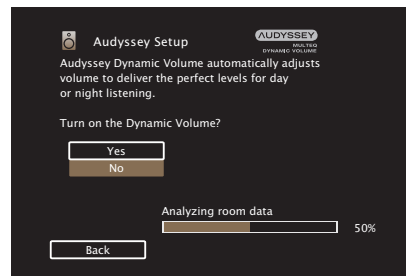 Audyssey Setup
AUDYSSEY
MULTEQ
DYNAMIC VOLUME
Audyssey Dynamic Volume automatically adjusts
volume to deliver the perfect levels for day
or night listening.
Turn on the Dynamic Volume?
Yes
No
Analyzing room data
50%
Back